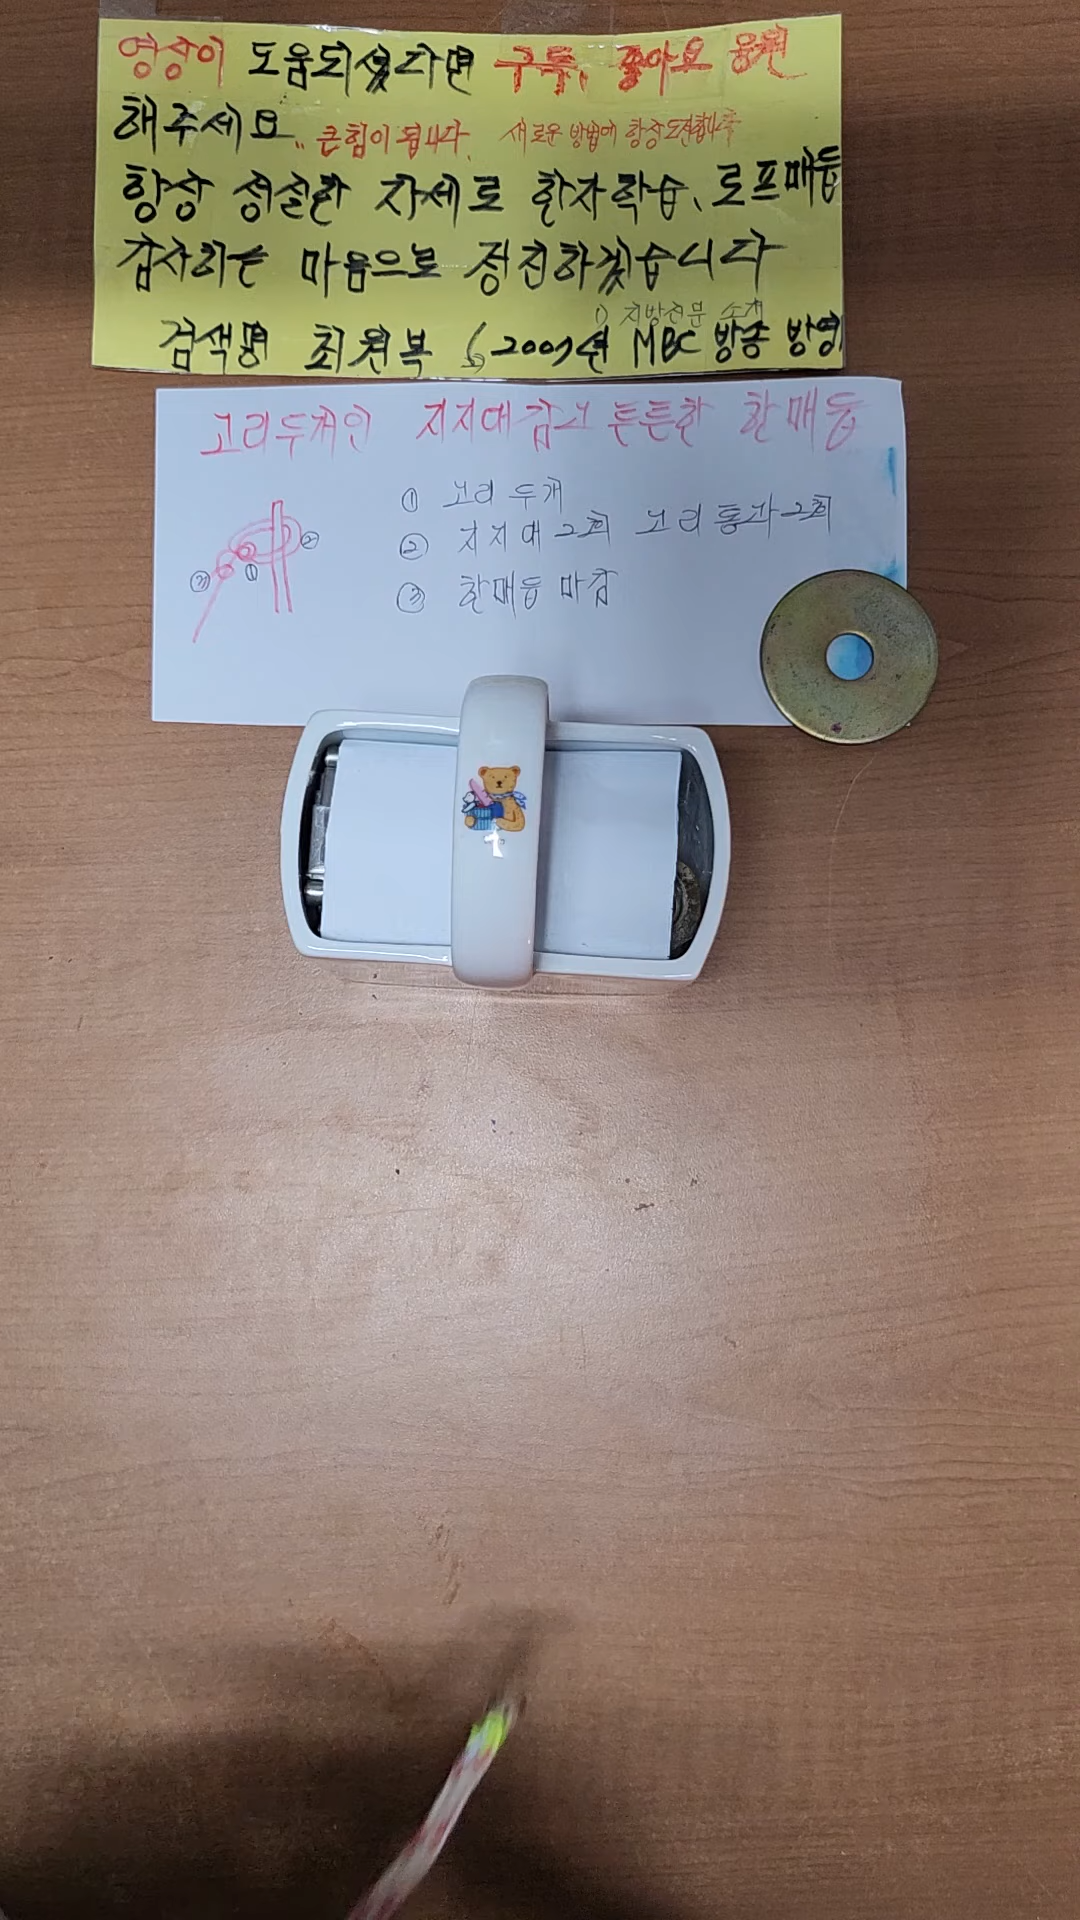 영상이 도움되셨다면 구독, 좋아요 응원
해주세요.. 큰힘이 됩니다. 새로운 방법에 항상 도전합니다
항상 성실한 자세로 한자학습, 로프매듭
감사하는 마음으로 정진하겠습니다
① 지방전문 소개
검색명 최원복 2007년 MBC 방송 방영
고리두개인 지지대감고 튼튼한 한매듭
① 고리 두개
② 지지대 2회 고리 통과 2회
③ 한매듭 마감
② ③ ①